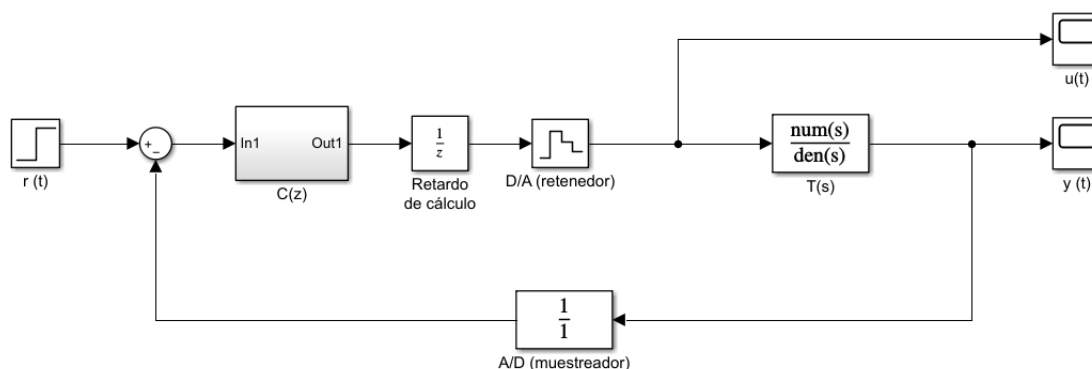 u(t)
r (t)
+
−
In1
Out1
C(z)
1
z
Retardo
de cálculo
D/A (retenedor)
num(s)
den(s)
T(s)
y (t)
1
1
A/D (muestreador)